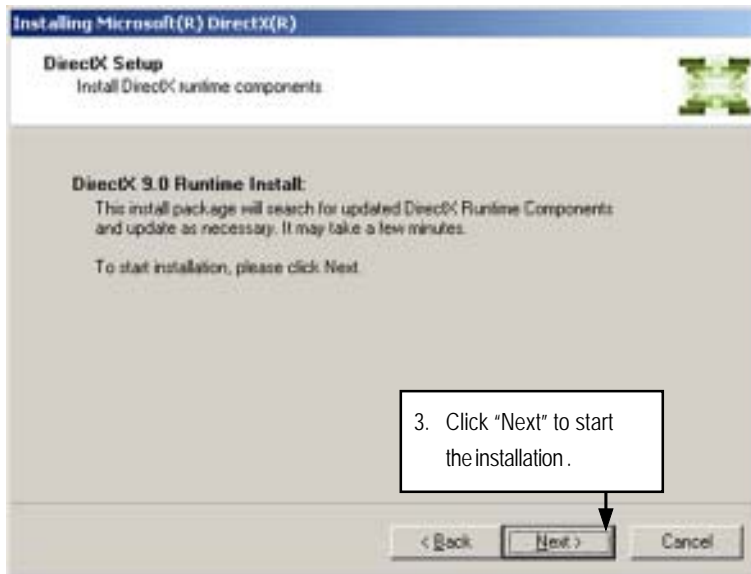 Installing Microsoft(R) DirectX(R)
DirectX Setup
Install DirectX runtime components
DirectX 9.0 Runtime Install:
This install package will search for updated DirectX Runtime Components
and update as necessary. It may take a few minutes.
To start installation, please click Next.
3. Click “Next” to start
the installation .
< Back
Next >
Cancel